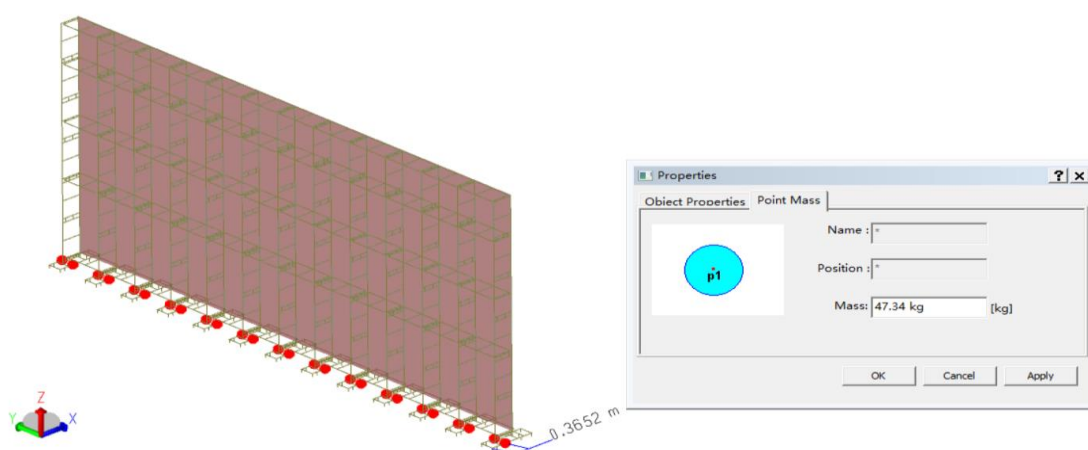 Z
Y
X
0.3652 m
Properties
Object Properties
Point Mass
p1
Name : *
Position : *
Mass: 47.34 kg [kg]
OK
Cancel
Apply